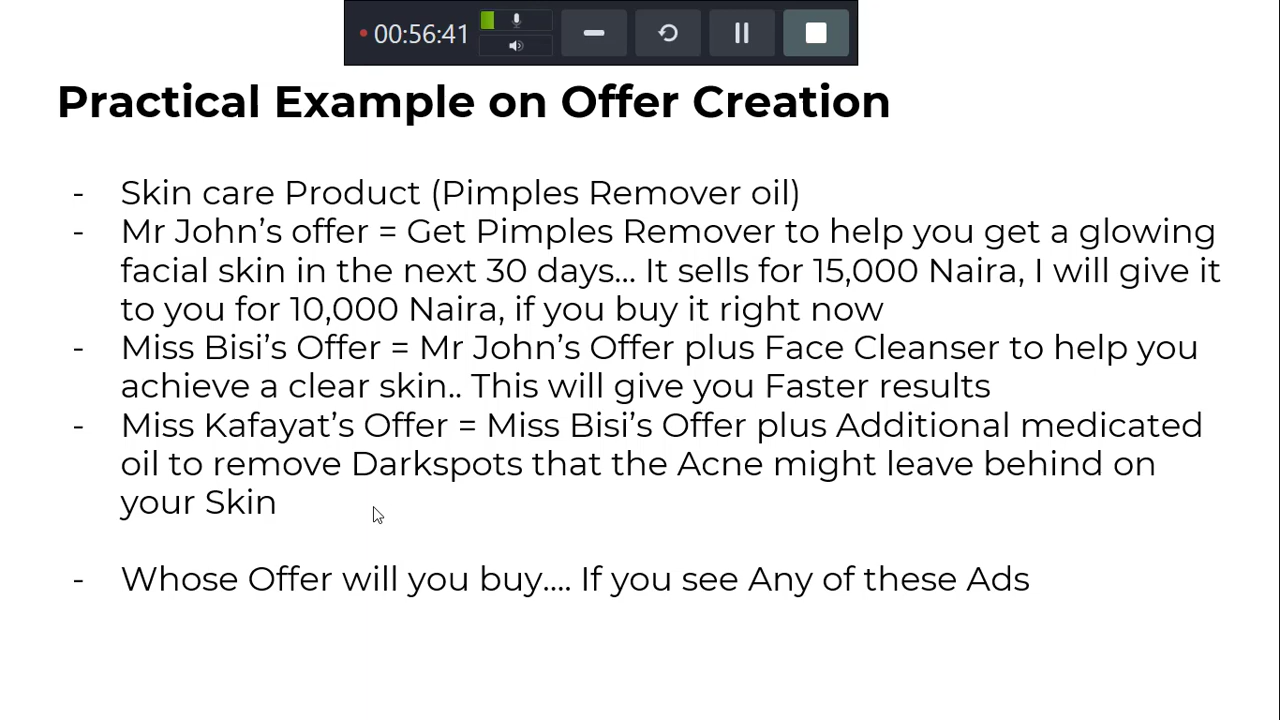 00:56:41
Practical Example on Offer Creation
- Skin care Product (Pimples Remover oil)
- Mr John's offer = Get Pimples Remover to help you get a glowing
facial skin in the next 30 days... It sells for 15,000 Naira, I will give it
to you for 10,000 Naira, if you buy it right now
- Miss Bisi's Offer = Mr John's Offer plus Face Cleanser to help you
achieve a clear skin.. This will give you Faster results
- Miss Kafayat's Offer = Miss Bisi's Offer plus Additional medicated
oil to remove Darkspots that the Acne might leave behind on
your Skin
- Whose Offer will you buy.... If you see Any of these Ads